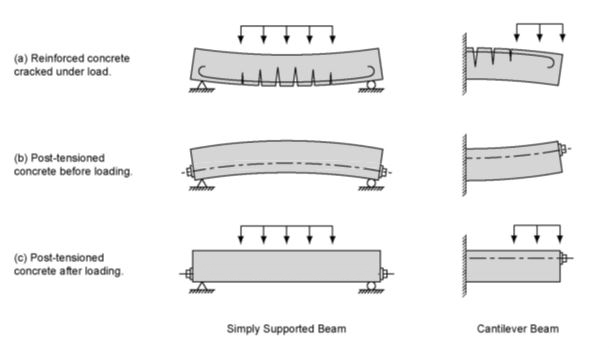 (a) Reinforced concrete
cracked under load.
(b) Post-tensioned
concrete before loading.
(c) Post-tensioned
concrete after loading.
Simply Supported Beam
Cantilever Beam